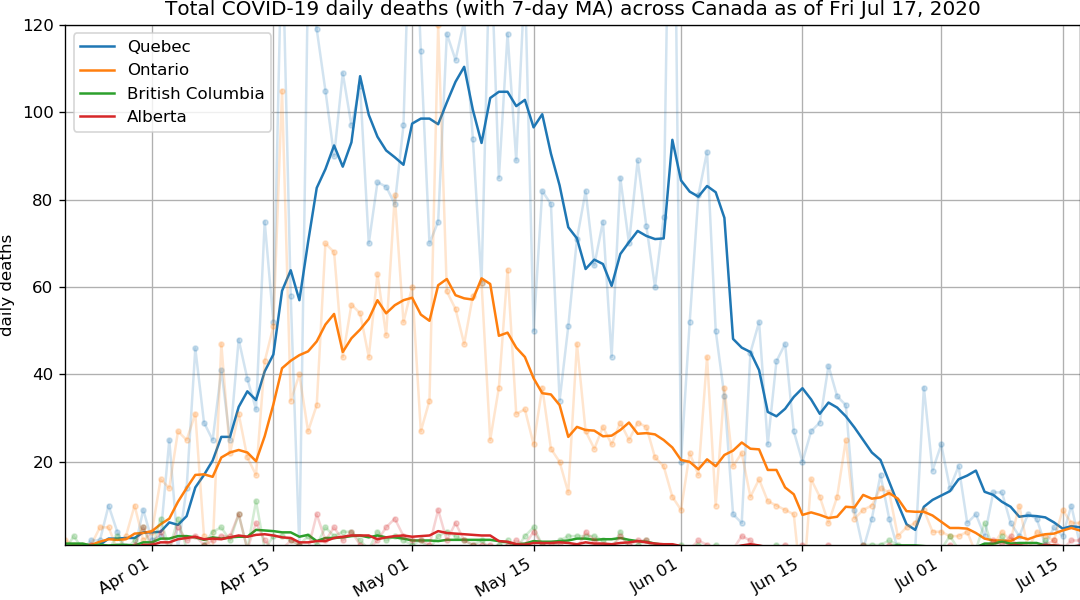 Total COVID-19 daily deaths (with 7-day MA) across Canada as of Fri Jul 17, 2020
120
100
80
60
40
20
daily deaths
Quebec
Ontario
British Columbia
Alberta
Apr 01
Apr 15
May 01
May 15
Jun 01
Jun 15
Jul 01
Jul 15